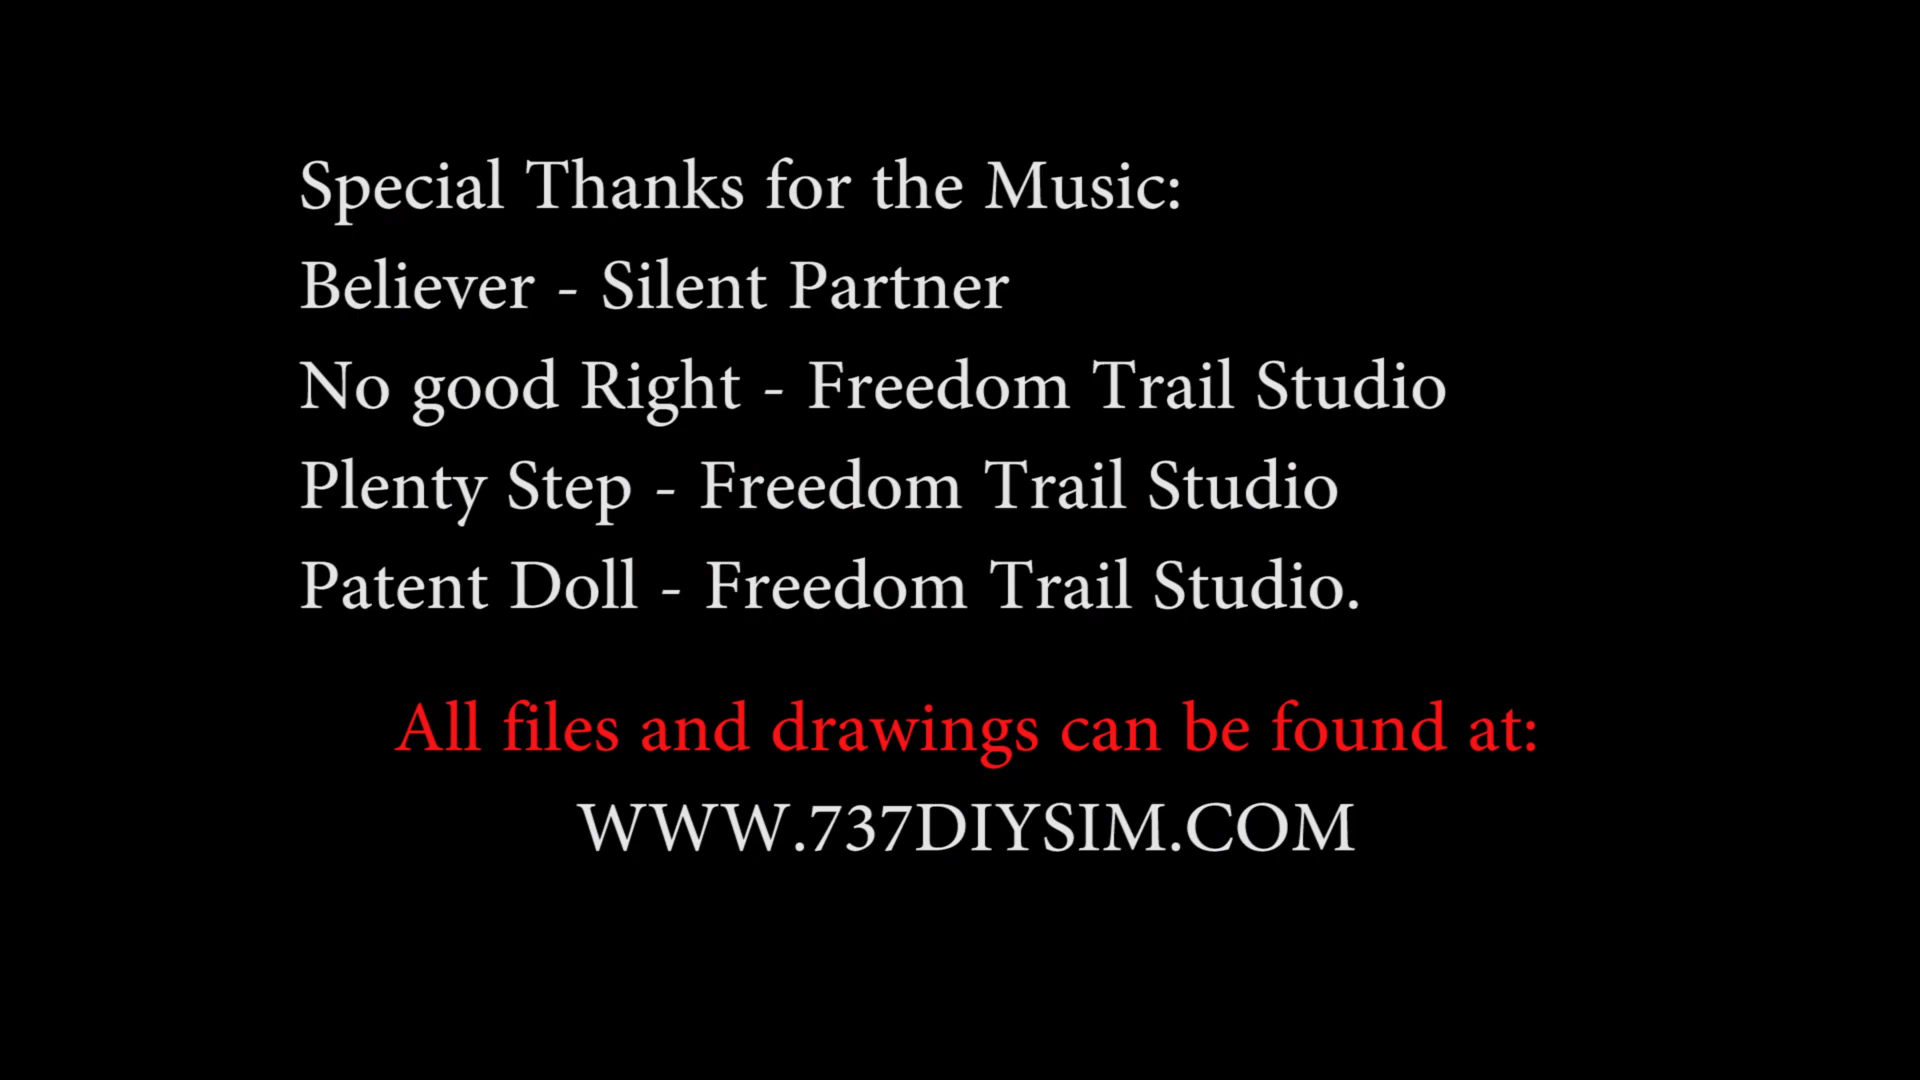 Special Thanks for the Music:
Believer - Silent Partner
No good Right - Freedom Trail Studio
Plenty Step - Freedom Trail Studio
Patent Doll - Freedom Trail Studio.
All files and drawings can be found at:
WWW.737DIYSIM.COM